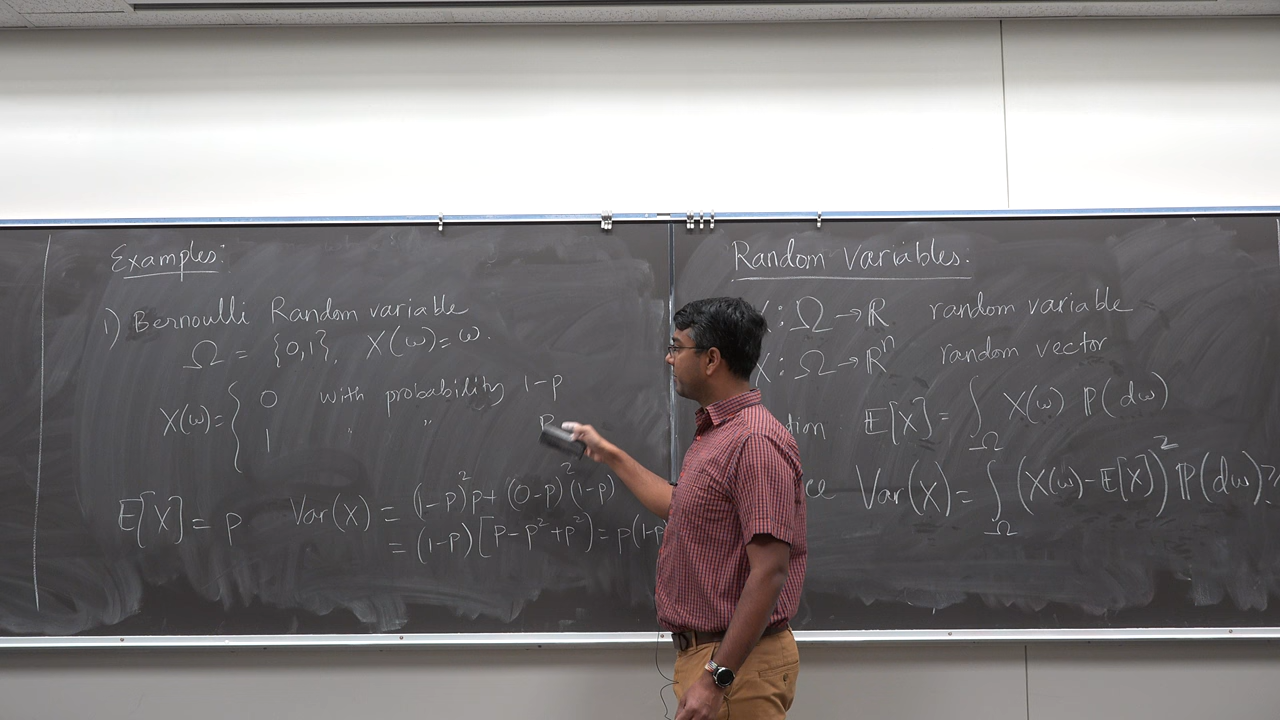 Examples:
1) Bernoulli Random variable
Ω = {0,1}, X(ω)=ω.
X(ω)= { 0 with probability 1-p
1 " " p
E[X] = p Var(X) = (1-p)²p + (0-p)²(1-p)
= (1-p)[p-p²+p²] = p(1-p
Random Variables:
X : Ω → ℝ random variable
X : Ω → ℝⁿ random vector
E[X] = ∫_Ω X(ω) ℙ(dω)
Var(X) = ∫_Ω (X(ω)-E[X])² ℙ(dω) ≥